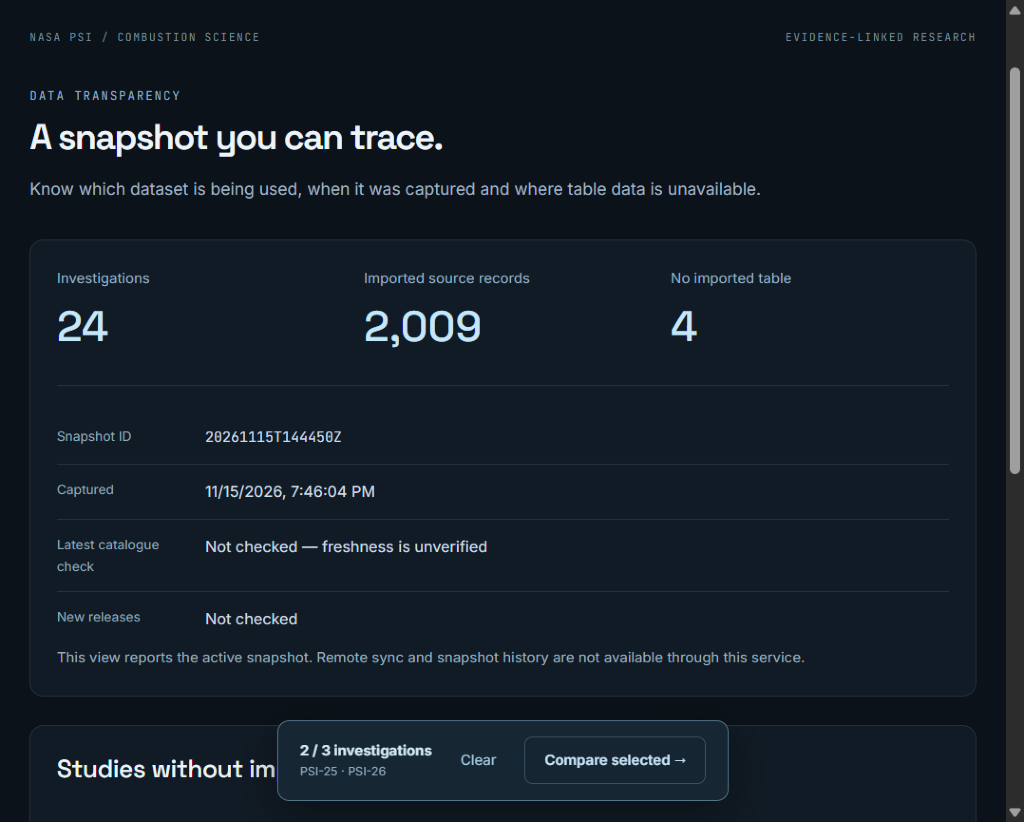 NASA PSI / COMBUSTION SCIENCE
EVIDENCE-LINKED RESEARCH
DATA TRANSPARENCY
A snapshot you can trace.
Know which dataset is being used, when it was captured and where table data is unavailable.
Investigations
24
Imported source records
2,009
No imported table
4
Snapshot ID
20261115T144450Z
Captured
11/15/2026, 7:46:04 PM
Latest catalogue
check
Not checked — freshness is unverified
New releases
Not checked
This view reports the active snapshot. Remote sync and snapshot history are not available through this service.
Studies without im
2 / 3 investigations
PSI-25 · PSI-26
Clear
Compare selected →